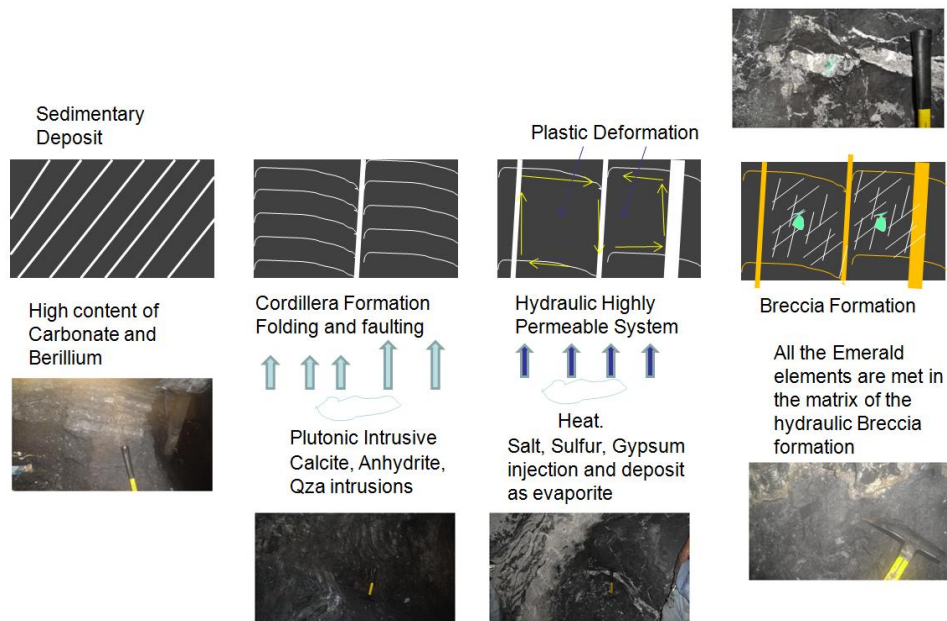 Sedimentary
Deposit
High content of
Carbonate and
Berillium
Cordillera Formation
Folding and faulting
Plutonic Intrusive
Calcite, Anhydrite,
Qza intrusions
Plastic Deformation
Hydraulic Highly
Permeable System
Heat.
Salt, Sulfur, Gypsum
injection and deposit
as evaporite
Breccia Formation
All the Emerald
elements are met in
the matrix of the
hydraulic Breccia
formation